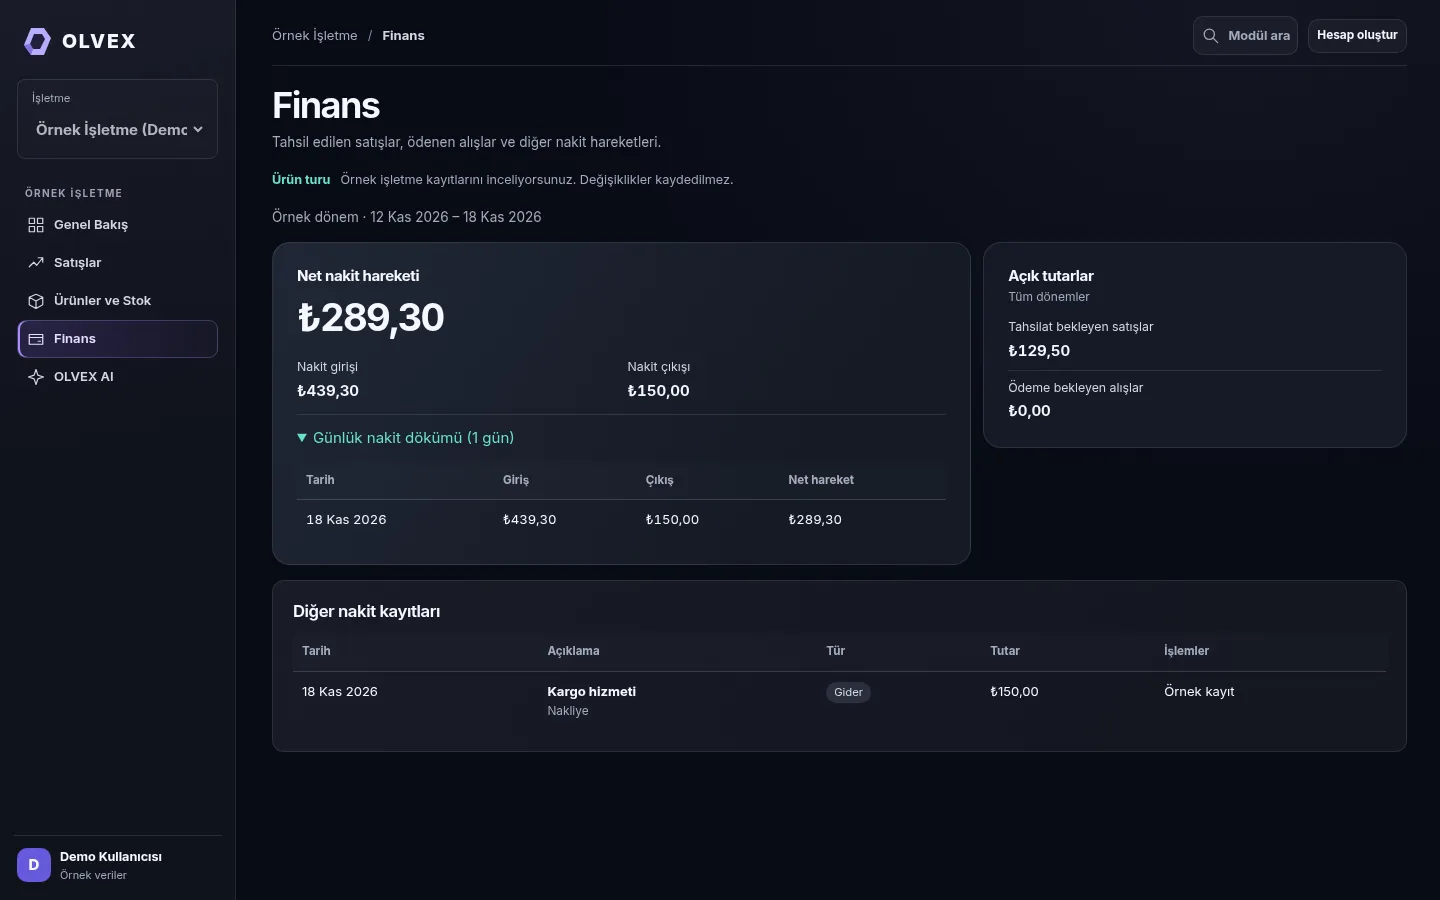 OLVEX
İşletme
Örnek İşletme (Demo
ÖRNEK İŞLETME
Genel Bakış
Satışlar
Ürünler ve Stok
Finans
OLVEX AI
Demo Kullanıcısı
D
Örnek veriler
Örnek İşletme / Finans
Modül ara
Hesap oluştur
Finans
Tahsil edilen satışlar, ödenen alışlar ve diğer nakit hareketleri.
Ürün turu Örnek işletme kayıtlarını inceliyorsunuz. Değişiklikler kaydedilmez.
Örnek dönem · 12 Kas 2026 – 18 Kas 2026
Net nakit hareketi
₺289,30
Nakit girişi Nakit çıkışı
₺439,30 ₺150,00
▼ Günlük nakit dökümü (1 gün)
Tarih Giriş Çıkış Net hareket
18 Kas 2026 ₺439,30 ₺150,00 ₺289,30
Açık tutarlar
Tüm dönemler
Tahsilat bekleyen satışlar
₺129,50
Ödeme bekleyen alışlar
₺0,00
Diğer nakit kayıtları
Tarih Açıklama Tür Tutar İşlemler
18 Kas 2026 Kargo hizmeti Gider ₺150,00 Örnek kayıt
Nakliye